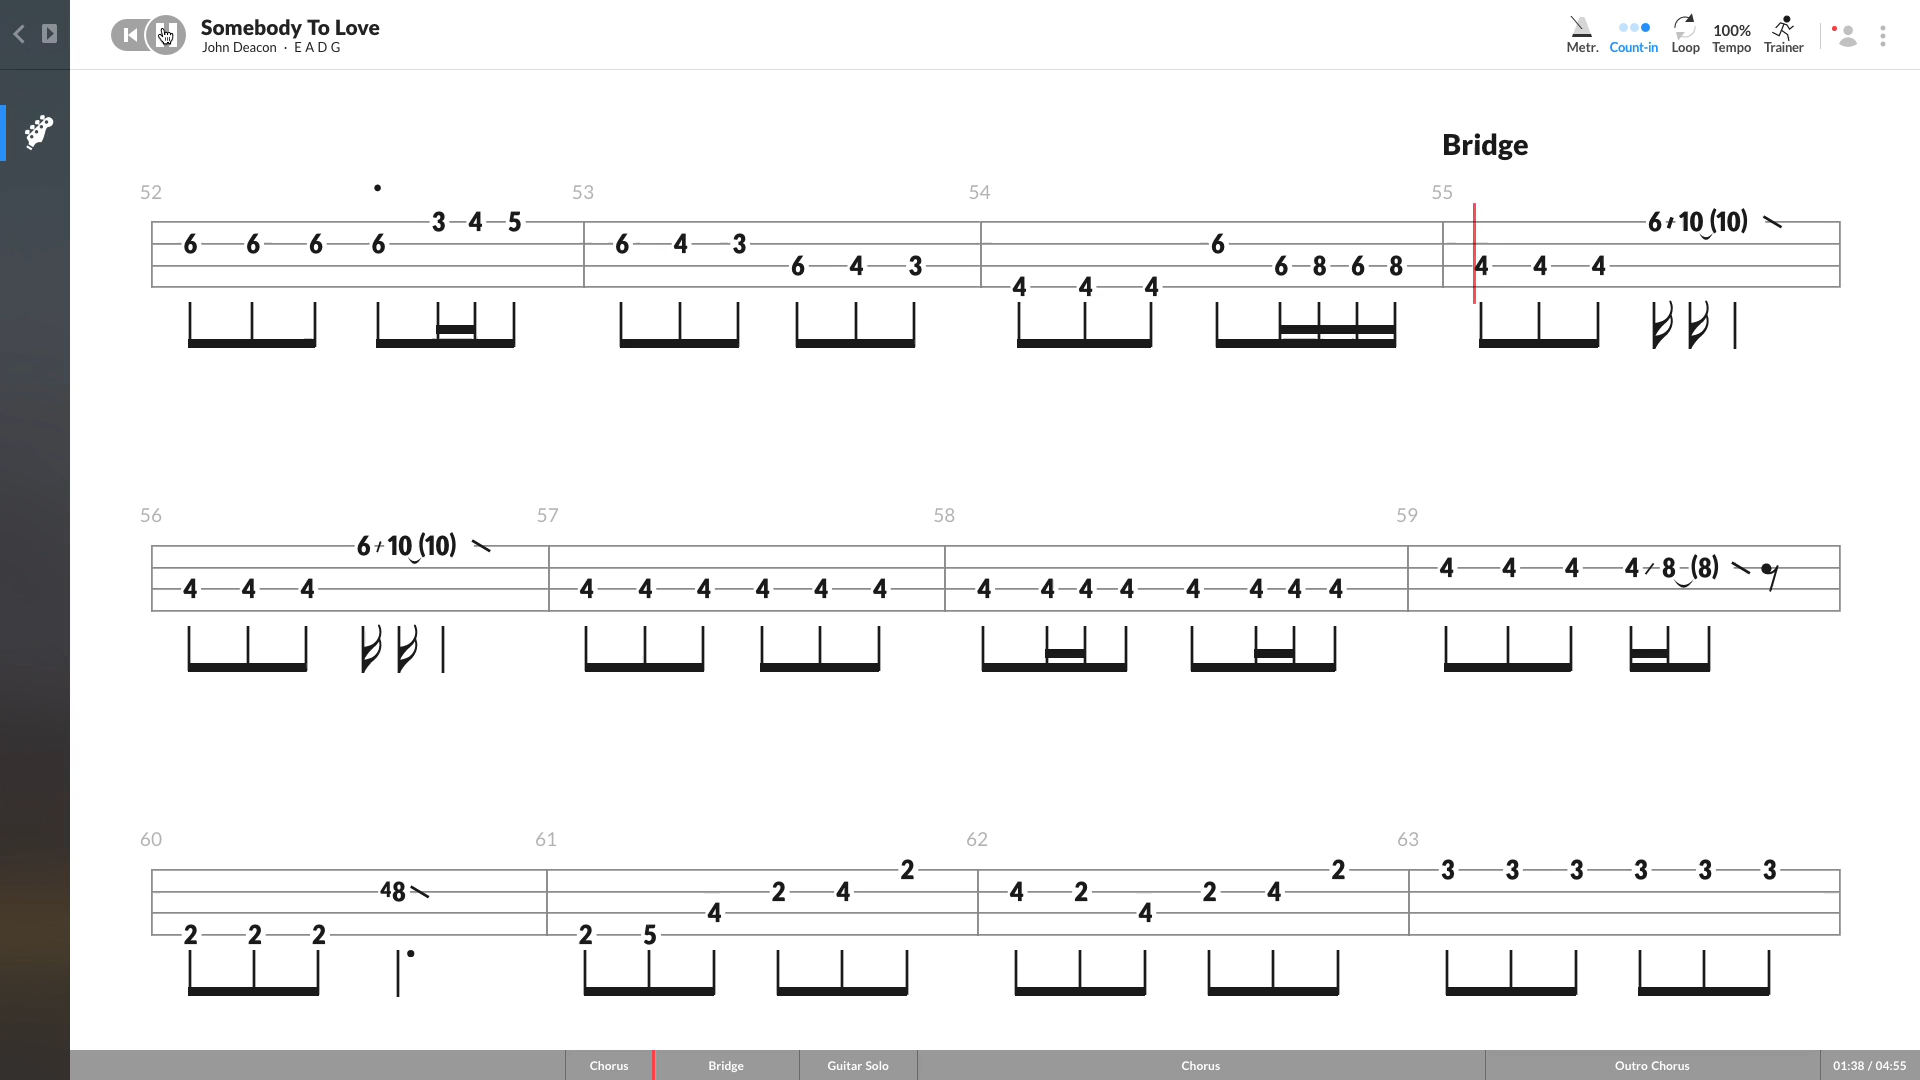 Somebody To Love
John Deacon · E A D G
Metr.
Count-in
Loop
100%
Tempo
Trainer
Bridge
52 53 54 55
3 4 5 6 10 (10)
6 6 6 6 6 4 3 6
6 4 3 6 8 6 8 4 4 4
4 4 4
56 57 58 59
6 10 (10)
4 4 4 4 8 (8)
4 4 4 4 4 4 4 4 4 4 4 4 4 4 4 4 4
60 61 62 63
2 2 3 3 3 3 3 3
48 2 4 4 2 2 4
4 4
2 2 2 2 5
Chorus Bridge Guitar Solo Chorus Outro Chorus 01:38 / 04:55